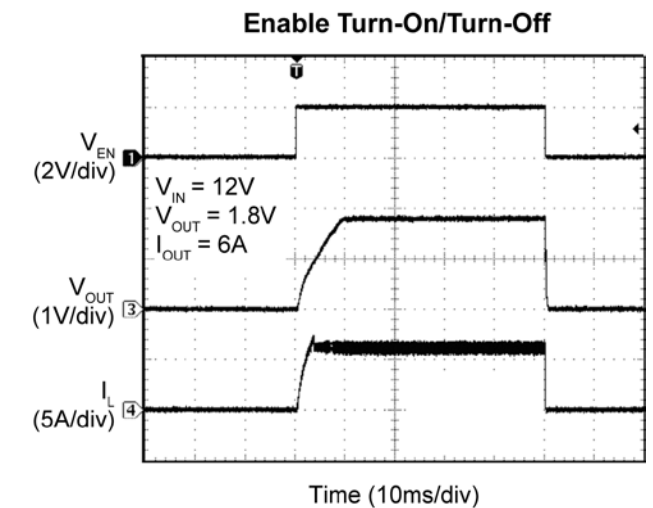 Enable Turn-On/Turn-Off
T
VEN
(2V/div)
1
VIN = 12V
VOUT = 1.8V
IOUT = 6A
VOUT
(1V/div)
3
IL
(5A/div)
4
Time (10ms/div)